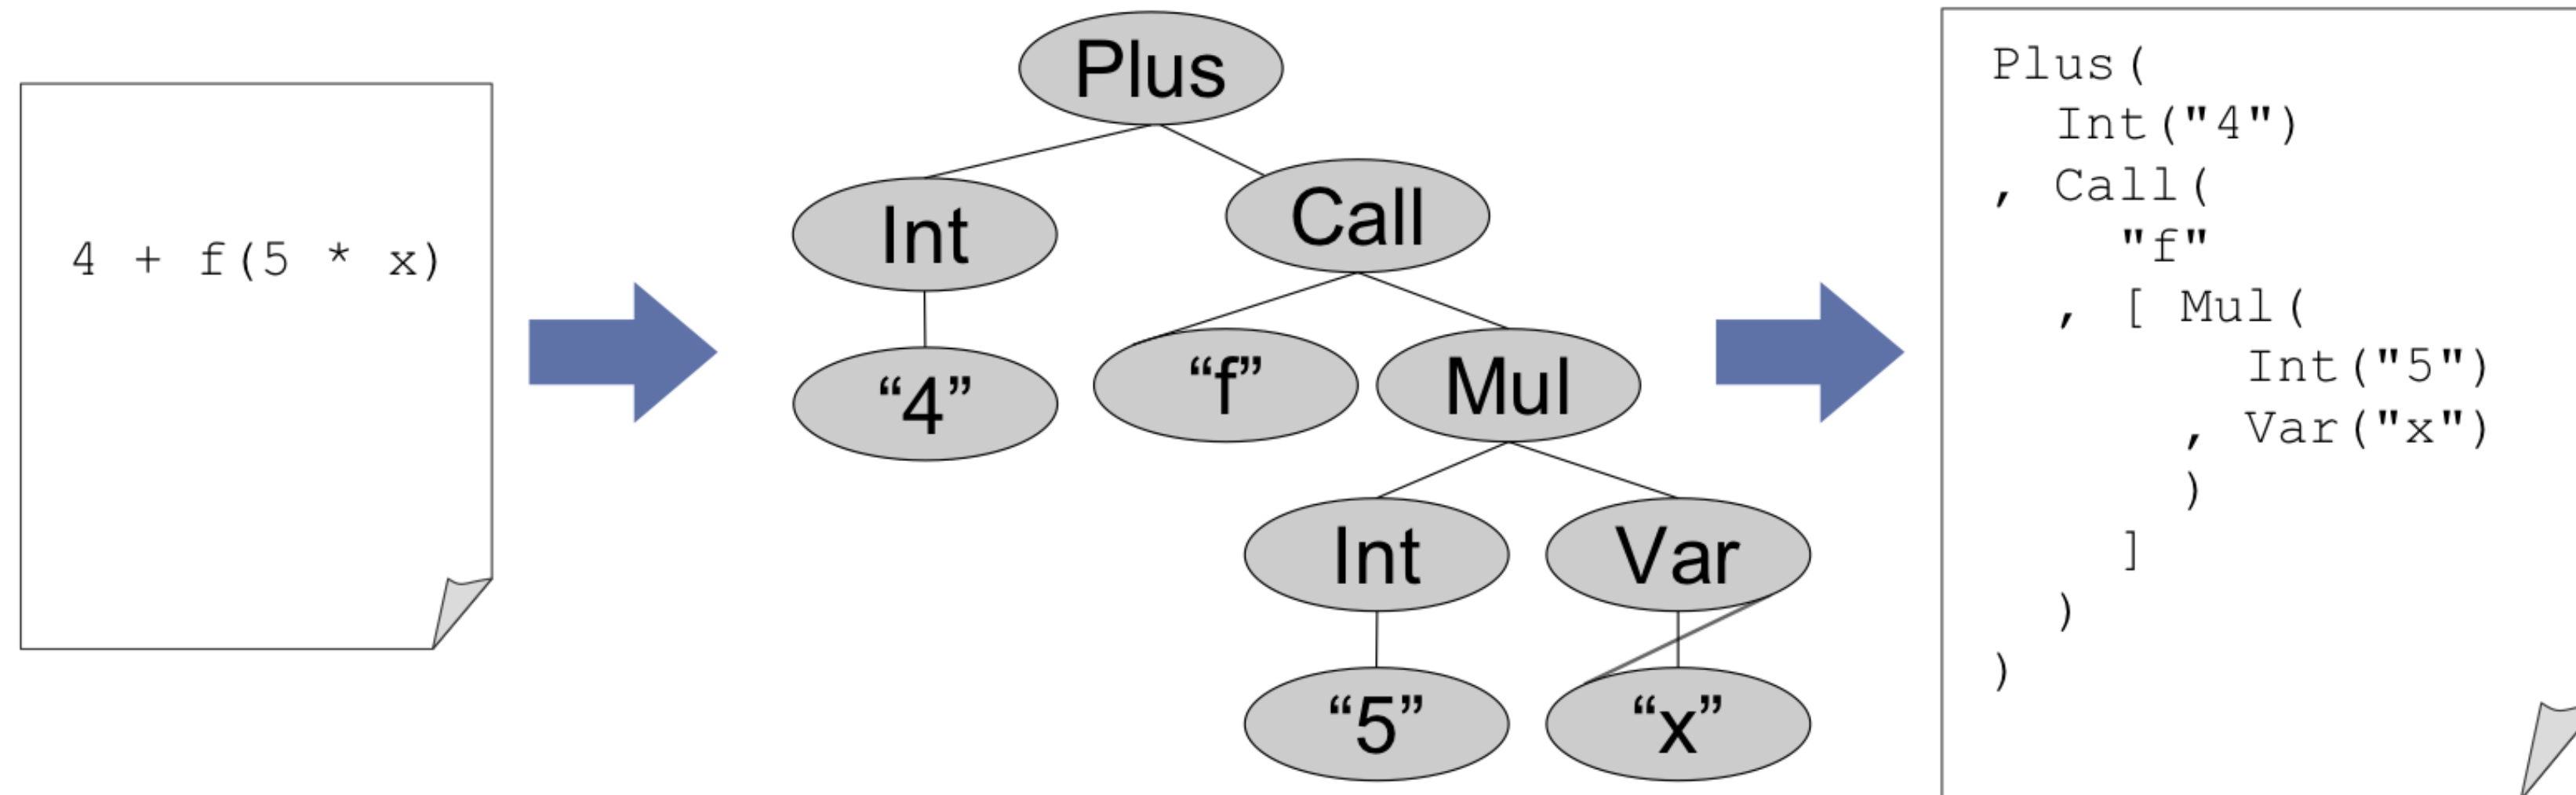 4 + f(5 * x)
Plus
Int
Call
“4”
“f”
Mul
Int
Var
“5”
“x”
Plus(
Int("4")
, Call(
"f"
, [ Mul(
Int("5")
, Var("x")
)
]
)
)